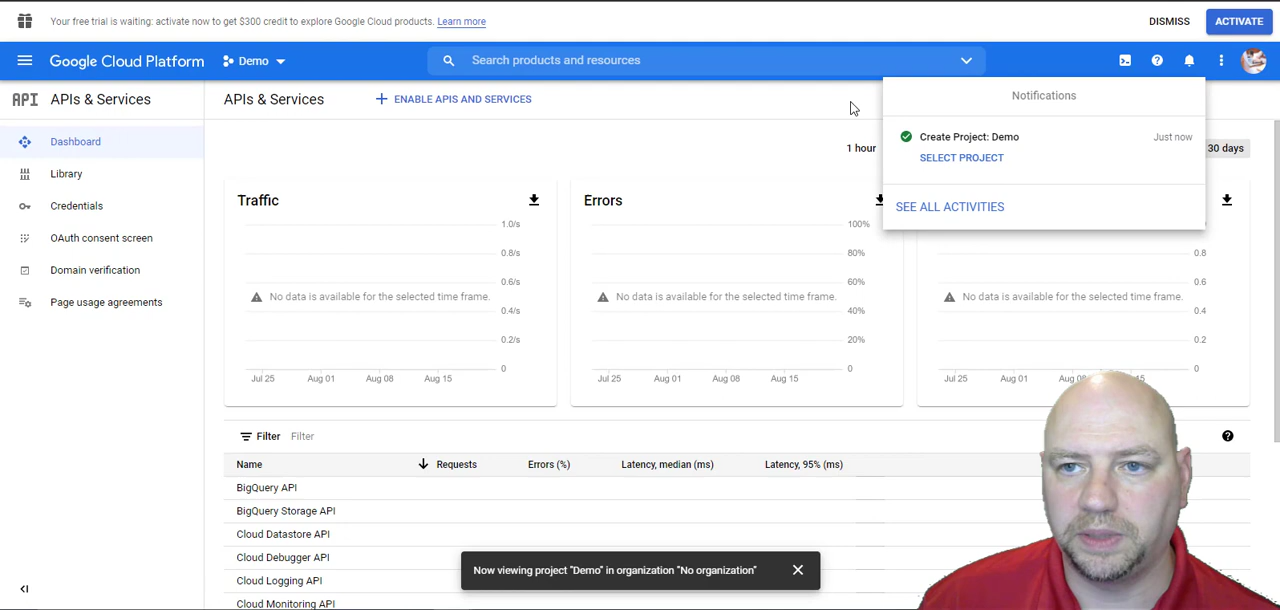 Your free trial is waiting: activate now to get $300 credit to explore Google Cloud products. Learn more
DISMISS
ACTIVATE
Google Cloud Platform
Demo
Search products and resources
API APIs & Services
APIs & Services
ENABLE APIS AND SERVICES
Notifications
Create Project: Demo
Just now
SELECT PROJECT
SEE ALL ACTIVITIES
Dashboard
Library
Credentials
OAuth consent screen
Domain verification
Page usage agreements
1 hour
30 days
Traffic
1.0/s
0.8/s
0.6/s
No data is available for the selected time frame.
0.4/s
0.2/s
0
Jul 25 Aug 01 Aug 08 Aug 15
Errors
100%
80%
60%
No data is available for the selected time frame.
40%
20%
0
Jul 25 Aug 01 Aug 08 Aug 15
0.8
0.6
No data is available for the selected time frame.
0.4
0.2
0
Jul 25 Aug 01
Filter Filter
Name Requests Errors (%) Latency, median (ms) Latency, 95% (ms)
BigQuery API
BigQuery Storage API
Cloud Datastore API
Cloud Debugger API
Cloud Logging API
Cloud Monitoring API
Now viewing project "Demo" in organization "No organization"